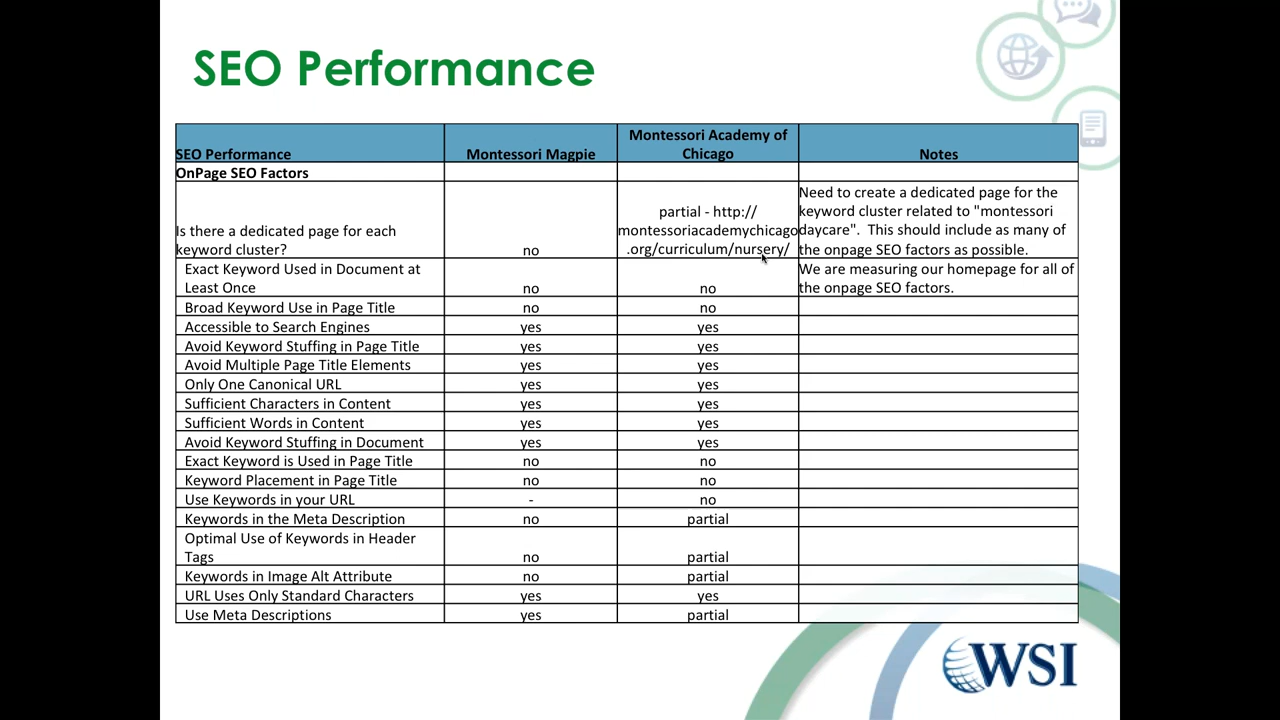 SEO Performance
SEO Performance Montessori Magpie Montessori Academy of Chicago Notes
OnPage SEO Factors
Is there a dedicated page for each
keyword cluster?
no
partial - http://
montessoriacademychicago
.org/curriculum/nursery/
Need to create a dedicated page for the
keyword cluster related to "montessori
daycare". This should include as many of
the onpage SEO factors as possible.
Exact Keyword Used in Document at
Least Once
no
no
We are measuring our homepage for all of
the onpage SEO factors.
Broad Keyword Use in Page Title no no
Accessible to Search Engines yes yes
Avoid Keyword Stuffing in Page Title yes yes
Avoid Multiple Page Title Elements yes yes
Only One Canonical URL yes yes
Sufficient Characters in Content yes yes
Sufficient Words in Content yes yes
Avoid Keyword Stuffing in Document yes yes
Exact Keyword is Used in Page Title no no
Keyword Placement in Page Title no no
Use Keywords in your URL - no
Keywords in the Meta Description no partial
Optimal Use of Keywords in Header
Tags no partial
Keywords in Image Alt Attribute no partial
URL Uses Only Standard Characters yes yes
Use Meta Descriptions yes partial
WSI